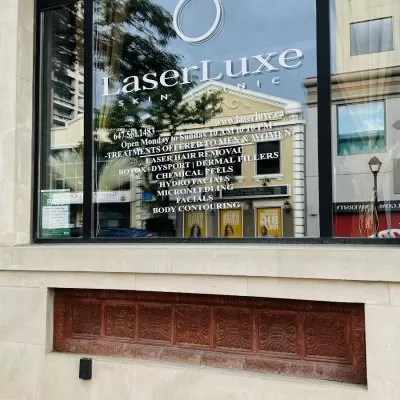 LaserLuxe
SKIN CLINIC
647.561.1483
www.laserluxe.ca
Open Monday to Sunday 10 AM to 10 PM
-TREATMENTS OFFERED TO MEN & WOMEN-
LASER HAIR REMOVAL
BOTOX | DYSPORT | DERMAL FILLERS
CHEMICAL PEELS
HYDRO FACIALS
MICRONEEDLING
FACIALS
BODY CONTOURING